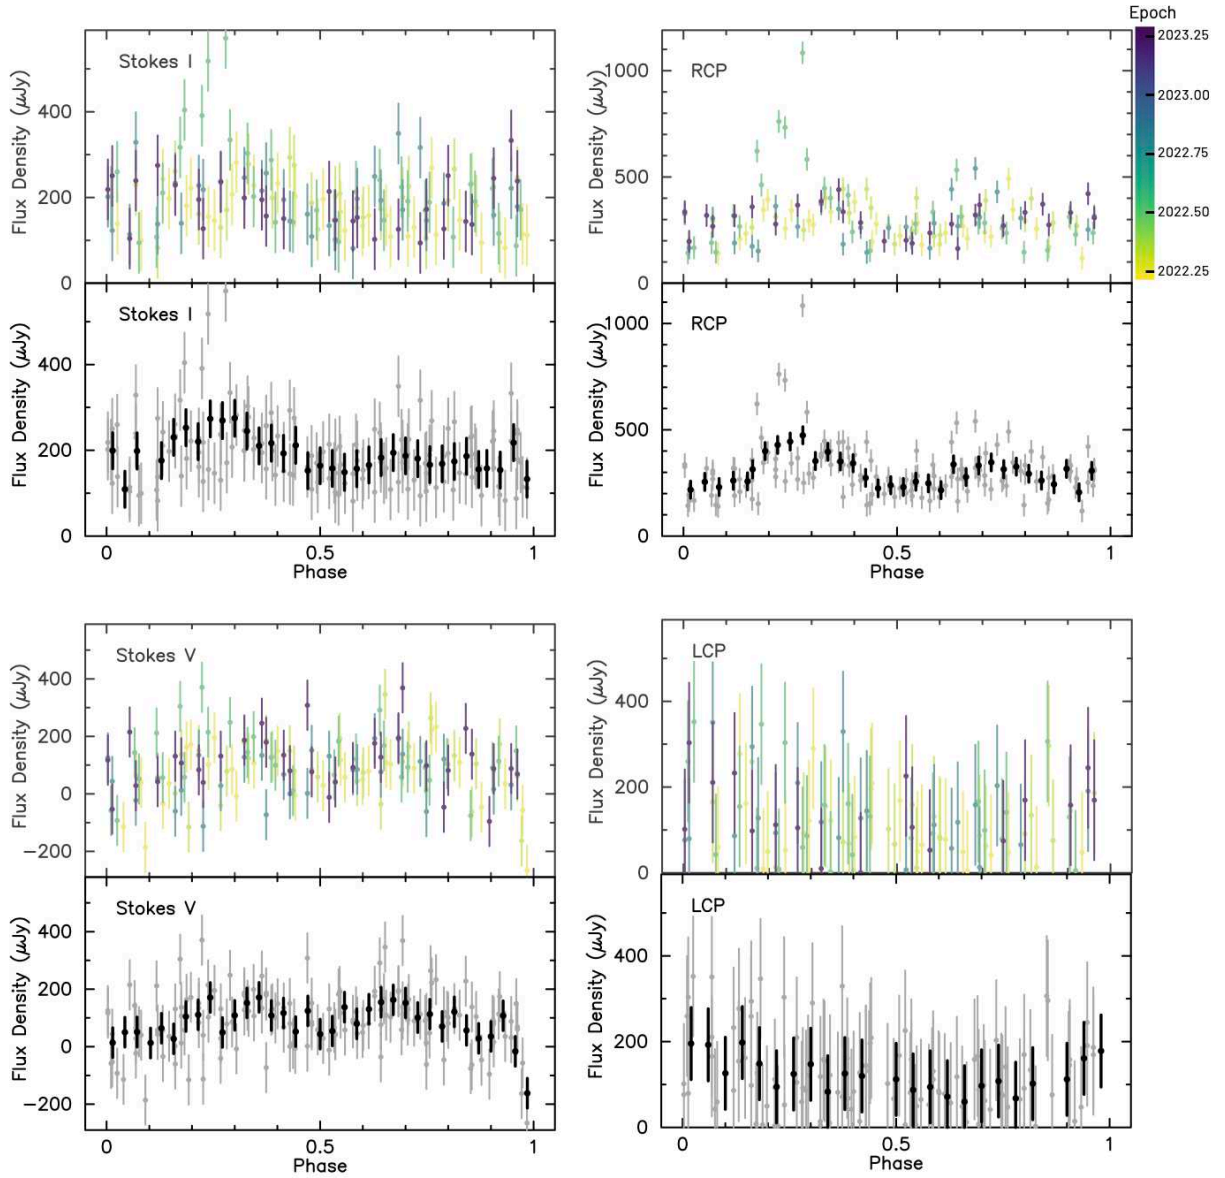 Epoch
2023.25
2023.00
2022.75
2022.50
2022.25
Stokes I
Flux Density (μJy)
400
200
0
RCP
Flux Density (μJy)
1000
500
0
Stokes I
Flux Density (μJy)
400
200
0
0 0.5 1
Phase
RCP
Flux Density (μJy)
1000
500
0
0 0.5 1
Phase
Stokes V
Flux Density (μJy)
400
200
0
−200
LCP
Flux Density (μJy)
400
200
0
Stokes V
Flux Density (μJy)
400
200
0
−200
0 0.5 1
Phase
LCP
Flux Density (μJy)
400
200
0
0 0.5 1
Phase